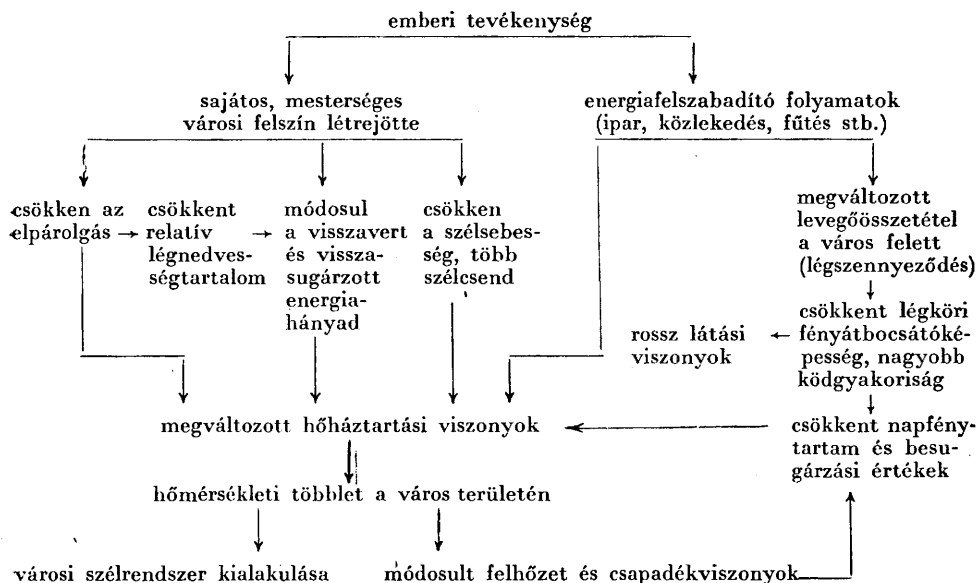 emberi tevékenység
sajátos, mesterséges
városi felszín létrejötte
energiafelszabadító folyamatok
(ipar, közlekedés, fűtés stb.)
csökken az
elpárolgás
csökkent
relatív
légnedves-
ségtartalom
módosul
a visszavert
és vissza-
sugárzott
energia-
hányad
csökken
a szélsebes-
ség, több
szélcsend
megváltozott
levegőösszetétel
a város felett
(légszennyeződés)
rossz látási
viszonyok
csökkent légköri
fényátbocsátóké-
pesség, nagyobb
ködgyakoriság
megváltozott hőháztartási viszonyok
csökkent napfény-
tartam és besu-
gárzási értékek
hőmérsékleti többlet a város területén
városi szélrendszer kialakulása
módosult felhőzet és csapadékviszonyok